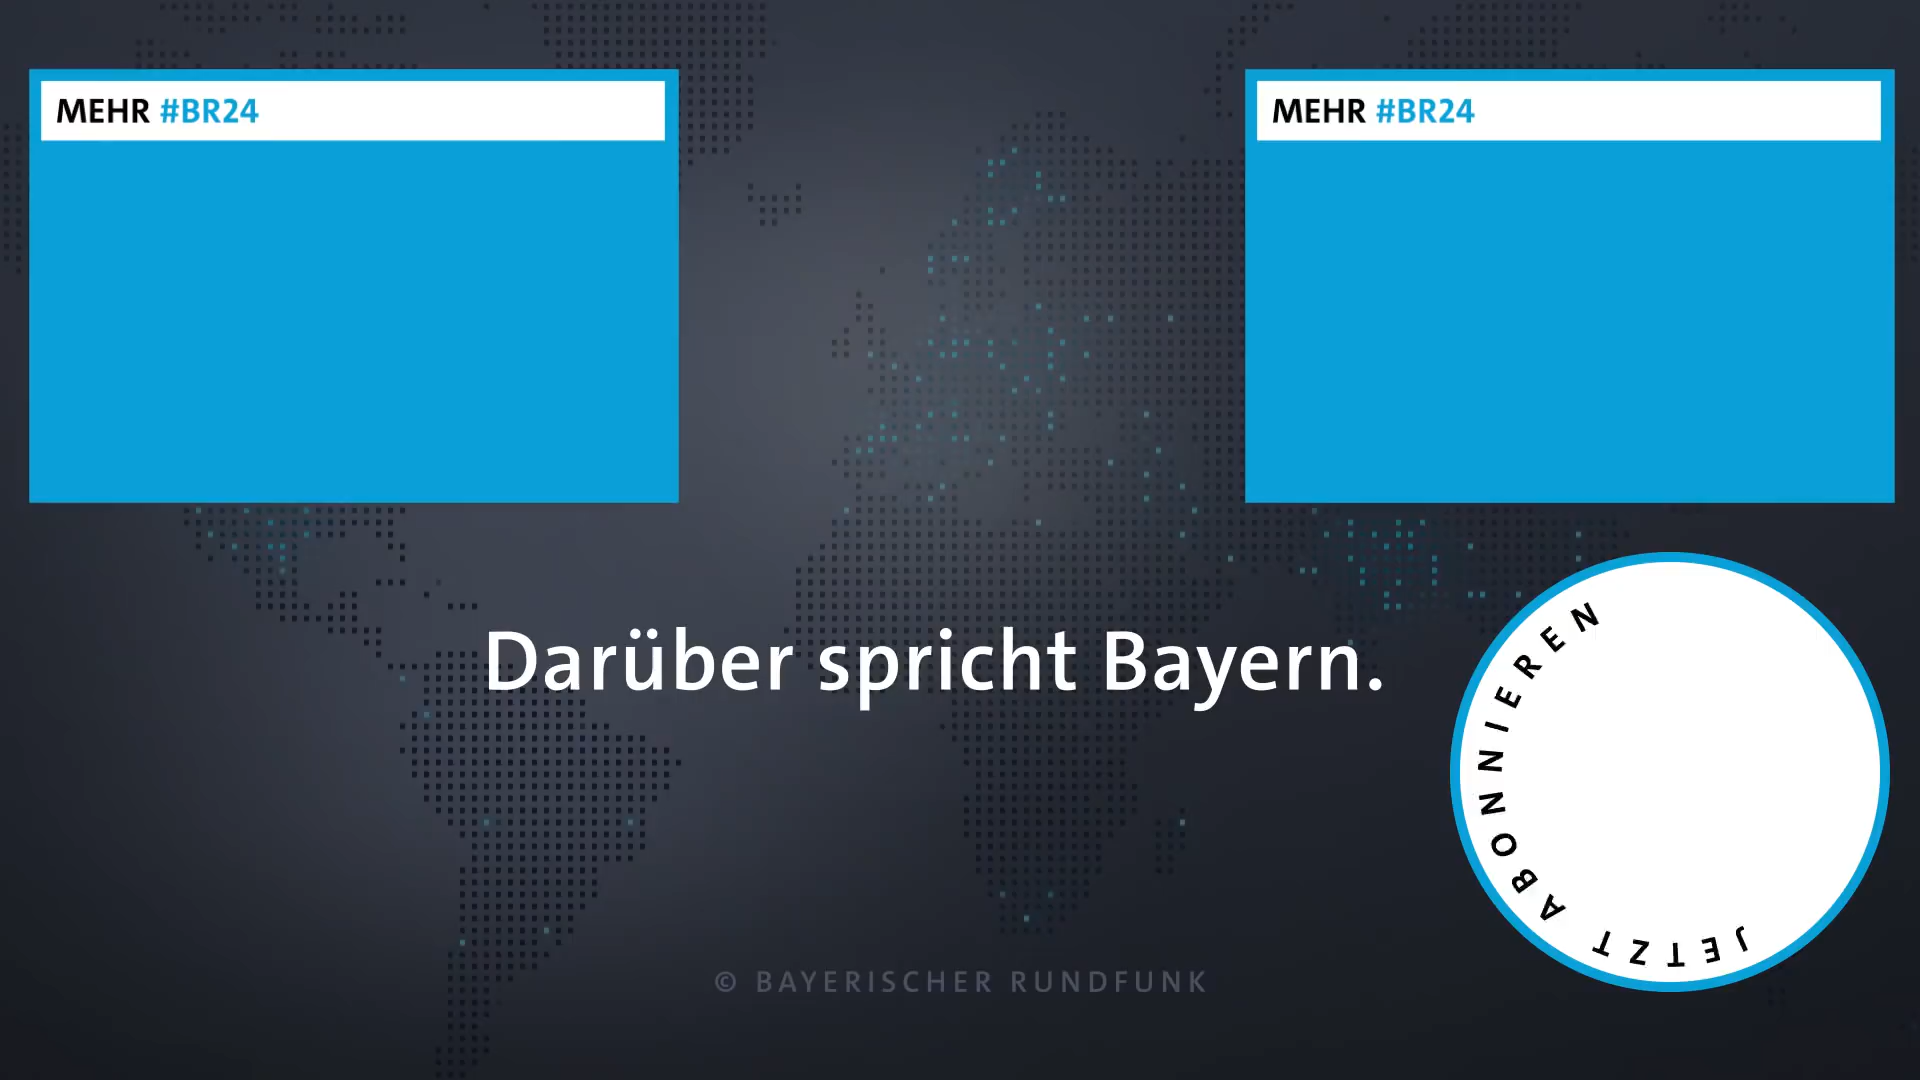 MEHR #BR24
MEHR #BR24
Darüber spricht Bayern.
JETZT ABONNIEREN
© BAYERISCHER RUNDFUNK